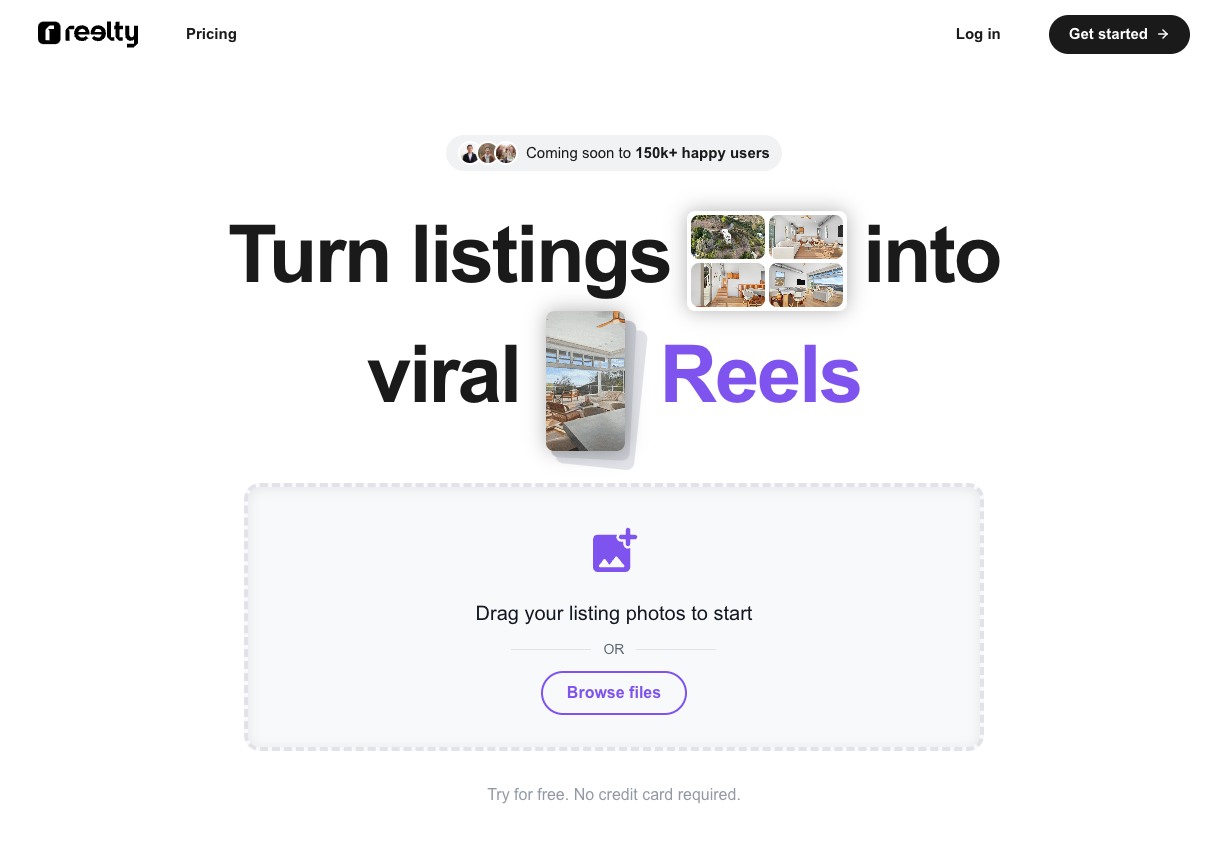 reelty
Pricing
Log in
Get started →
Coming soon to 150k+ happy users
Turn listings into
viral Reels
Drag your listing photos to start
OR
Browse files
Try for free. No credit card required.